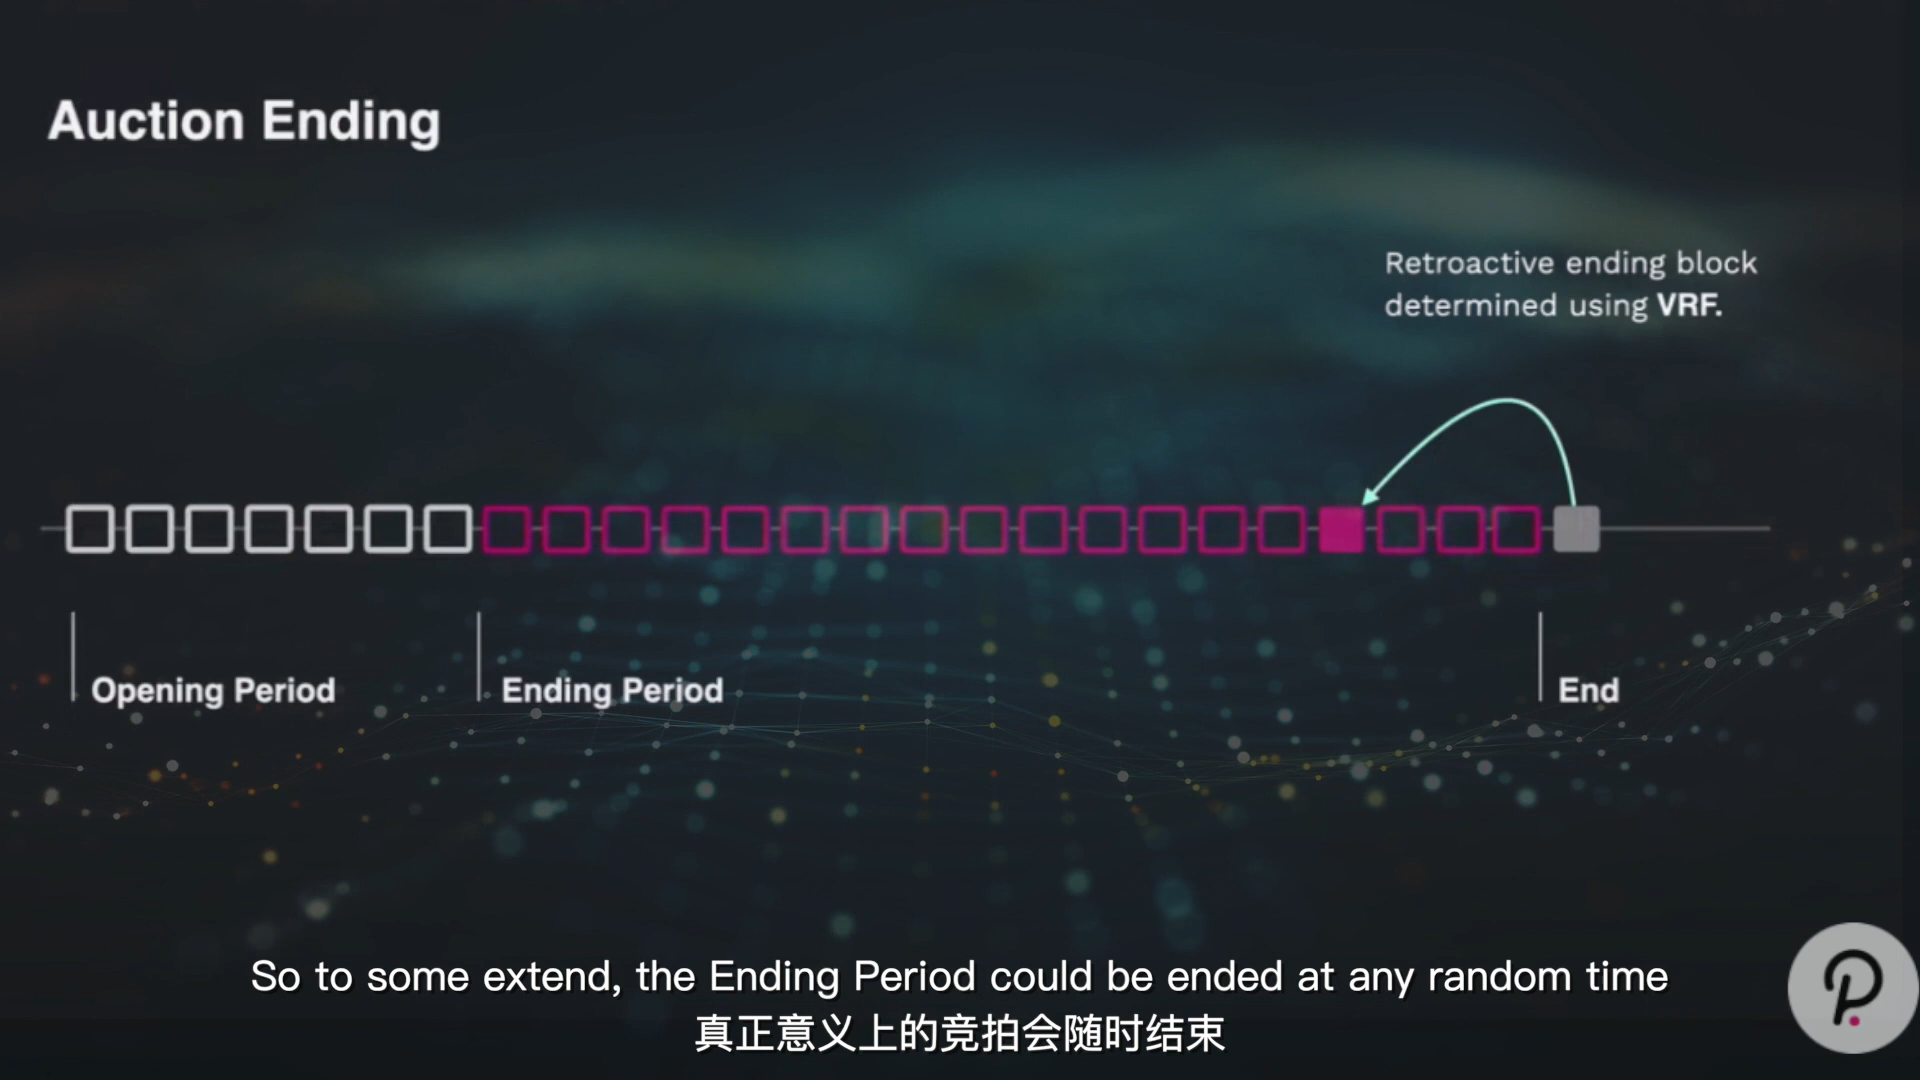 Auction Ending
Retroactive ending block
determined using VRF.
Opening Period
Ending Period
End
So to some extend, the Ending Period could be ended at any random time
真正意义上的竞拍会随时结束